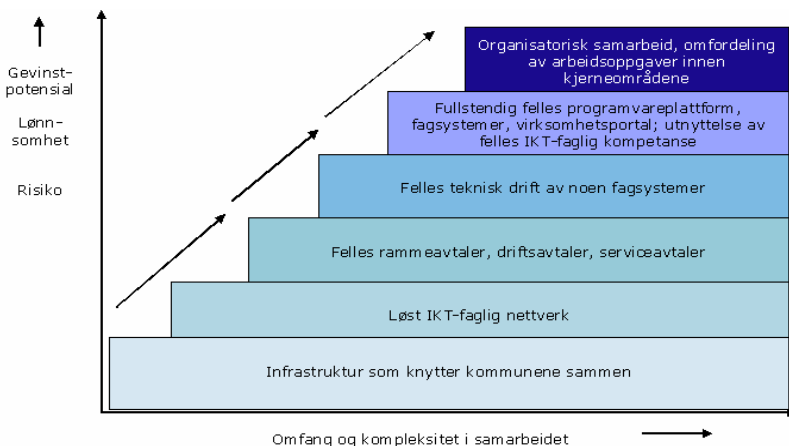 Gevinst-
potensial
Lønn-
somhet
Risiko
Organisatorisk samarbeid, omfordeling
av arbeidsoppgaver innen
kjerneområdene
Fullstendig felles programvareplattform,
fagsystemer, virksomhetsportal; utnyttelse av
felles IKT-faglig kompetanse
Felles teknisk drift av noen fagsystemer
Felles rammeavtaler, driftsavtaler, serviceavtaler
Løst IKT-faglig nettverk
Infrastruktur som knytter kommunene sammen
Omfang og kompleksitet i samarbeidet